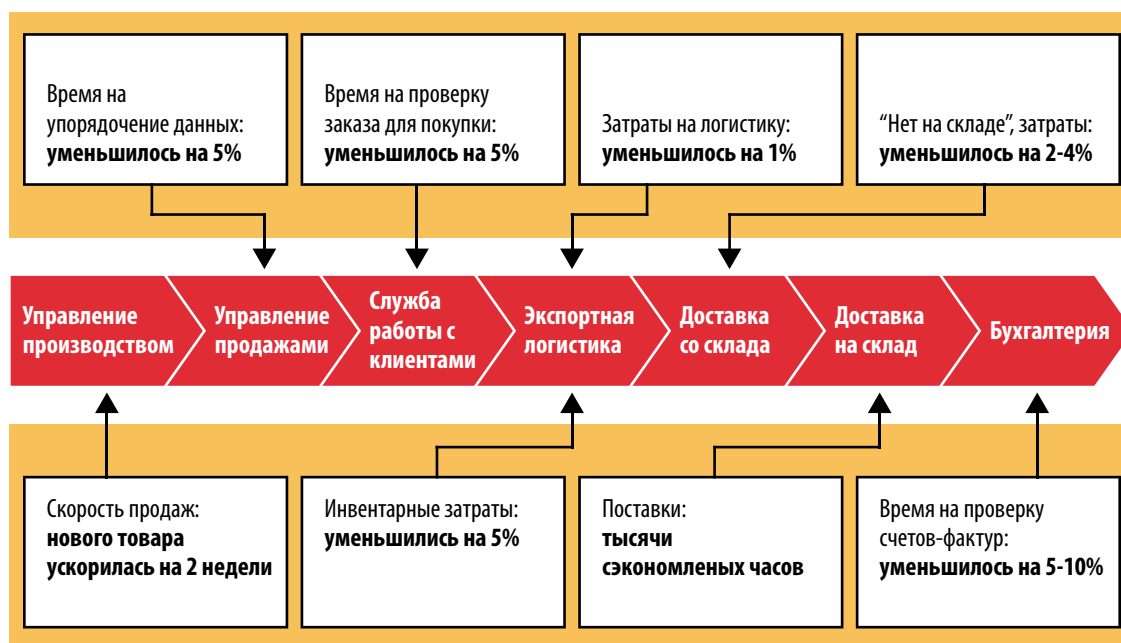 Время на
упорядочение данных:
уменьшилось на 5%
Время на проверку
заказа для покупки:
уменьшилось на 5%
Затраты на логистику:
уменьшилось на 1%
“Нет на складе”, затраты:
уменьшилось на 2-4%
Управление
производством
Управление
продажами
Служба
работы с
клиентами
Экспортная
логистика
Доставка
со склада
Доставка
на склад
Бухгалтерия
Скорость продаж:
нового товара
ускорилась на 2 недели
Инвентарные затраты:
уменьшились на 5%
Поставки:
тысячи
сэкономленых часов
Время на проверку
счетов-фактур:
уменьшилось на 5-10%